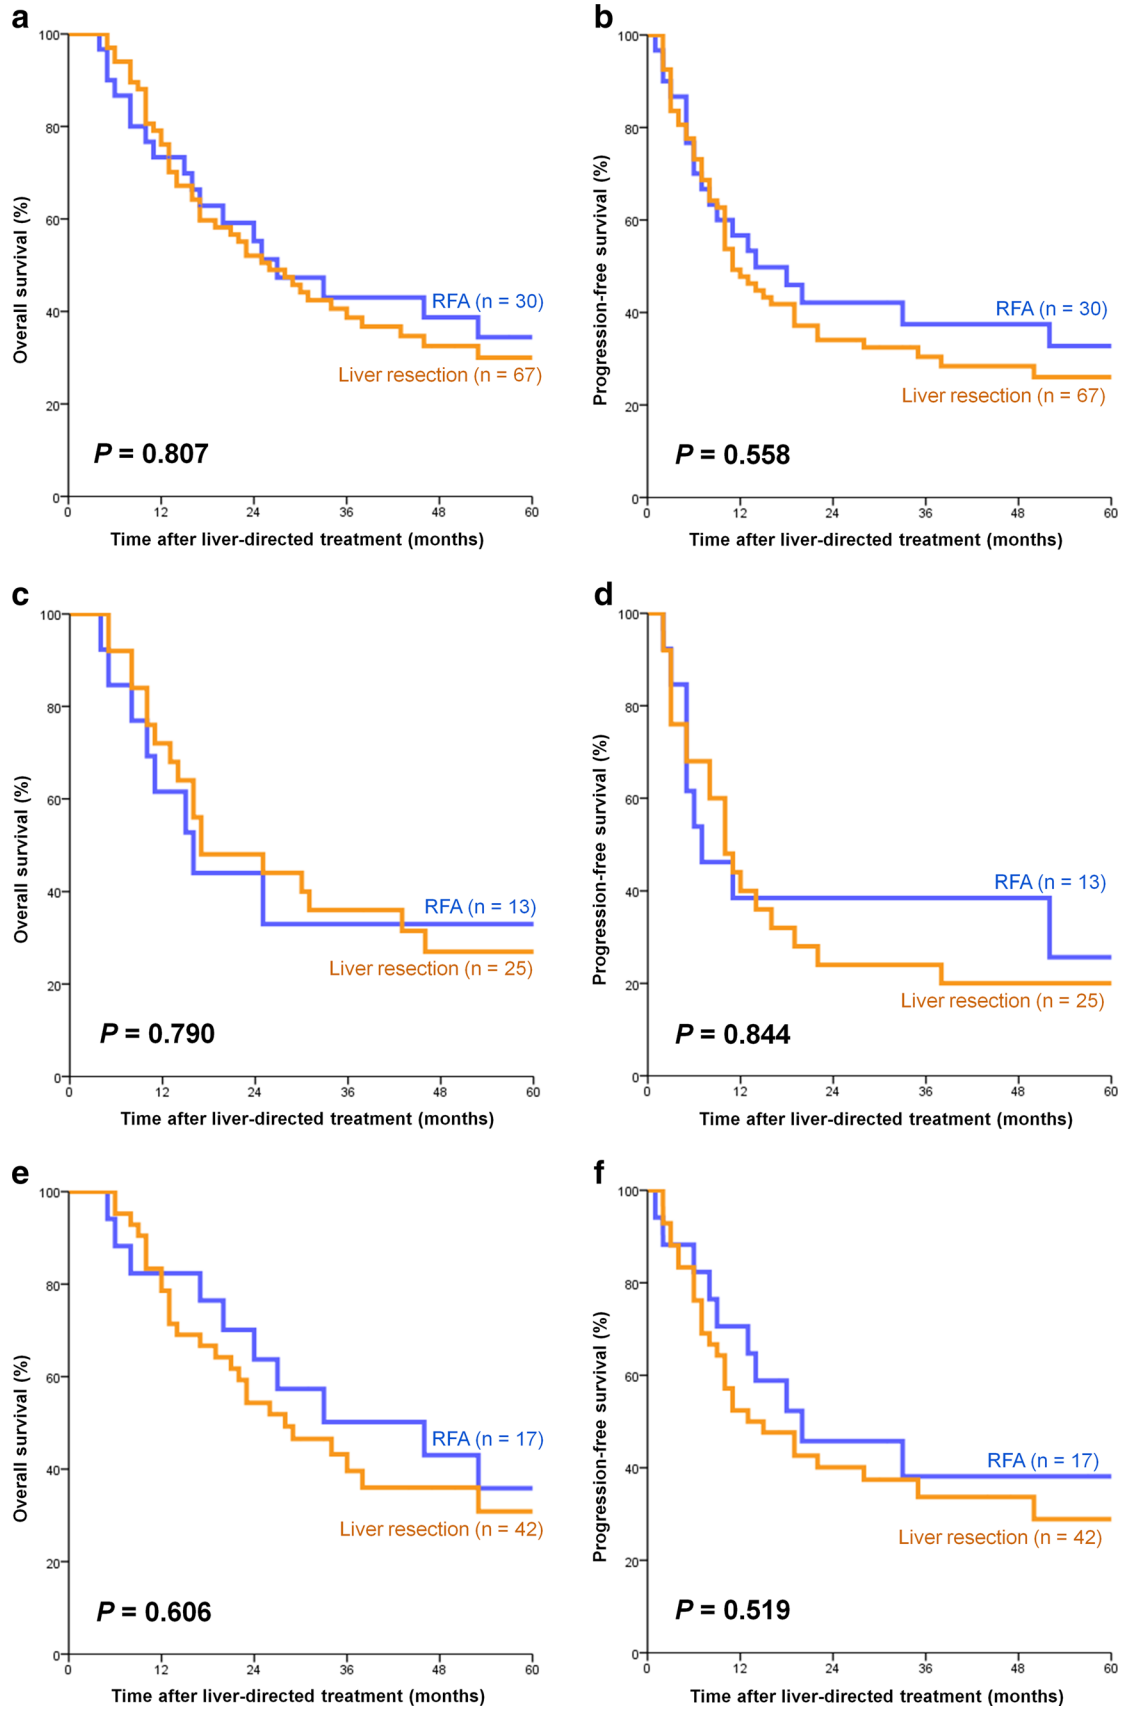 a
100
80
60
40
20
0
0 12 24 36 48 60
Overall survival (%)
RFA (n = 30)
Liver resection (n = 67)
P = 0.807
Time after liver-directed treatment (months)
b
100
80
60
40
20
0
0 12 24 36 48 60
Progression-free survival (%)
RFA (n = 30)
Liver resection (n = 67)
P = 0.558
Time after liver-directed treatment (months)
c
100
80
60
40
20
0
0 12 24 36 48 60
Overall survival (%)
RFA (n = 13)
Liver resection (n = 25)
P = 0.790
Time after liver-directed treatment (months)
d
100
80
60
40
20
0
0 12 24 36 48 60
Progression-free survival (%)
RFA (n = 13)
Liver resection (n = 25)
P = 0.844
Time after liver-directed treatment (months)
e
100
80
60
40
20
0
0 12 24 36 48 60
Overall survival (%)
RFA (n = 17)
Liver resection (n = 42)
P = 0.606
Time after liver-directed treatment (months)
f
100
80
60
40
20
0
0 12 24 36 48 60
Progression-free survival (%)
RFA (n = 17)
Liver resection (n = 42)
P = 0.519
Time after liver-directed treatment (months)